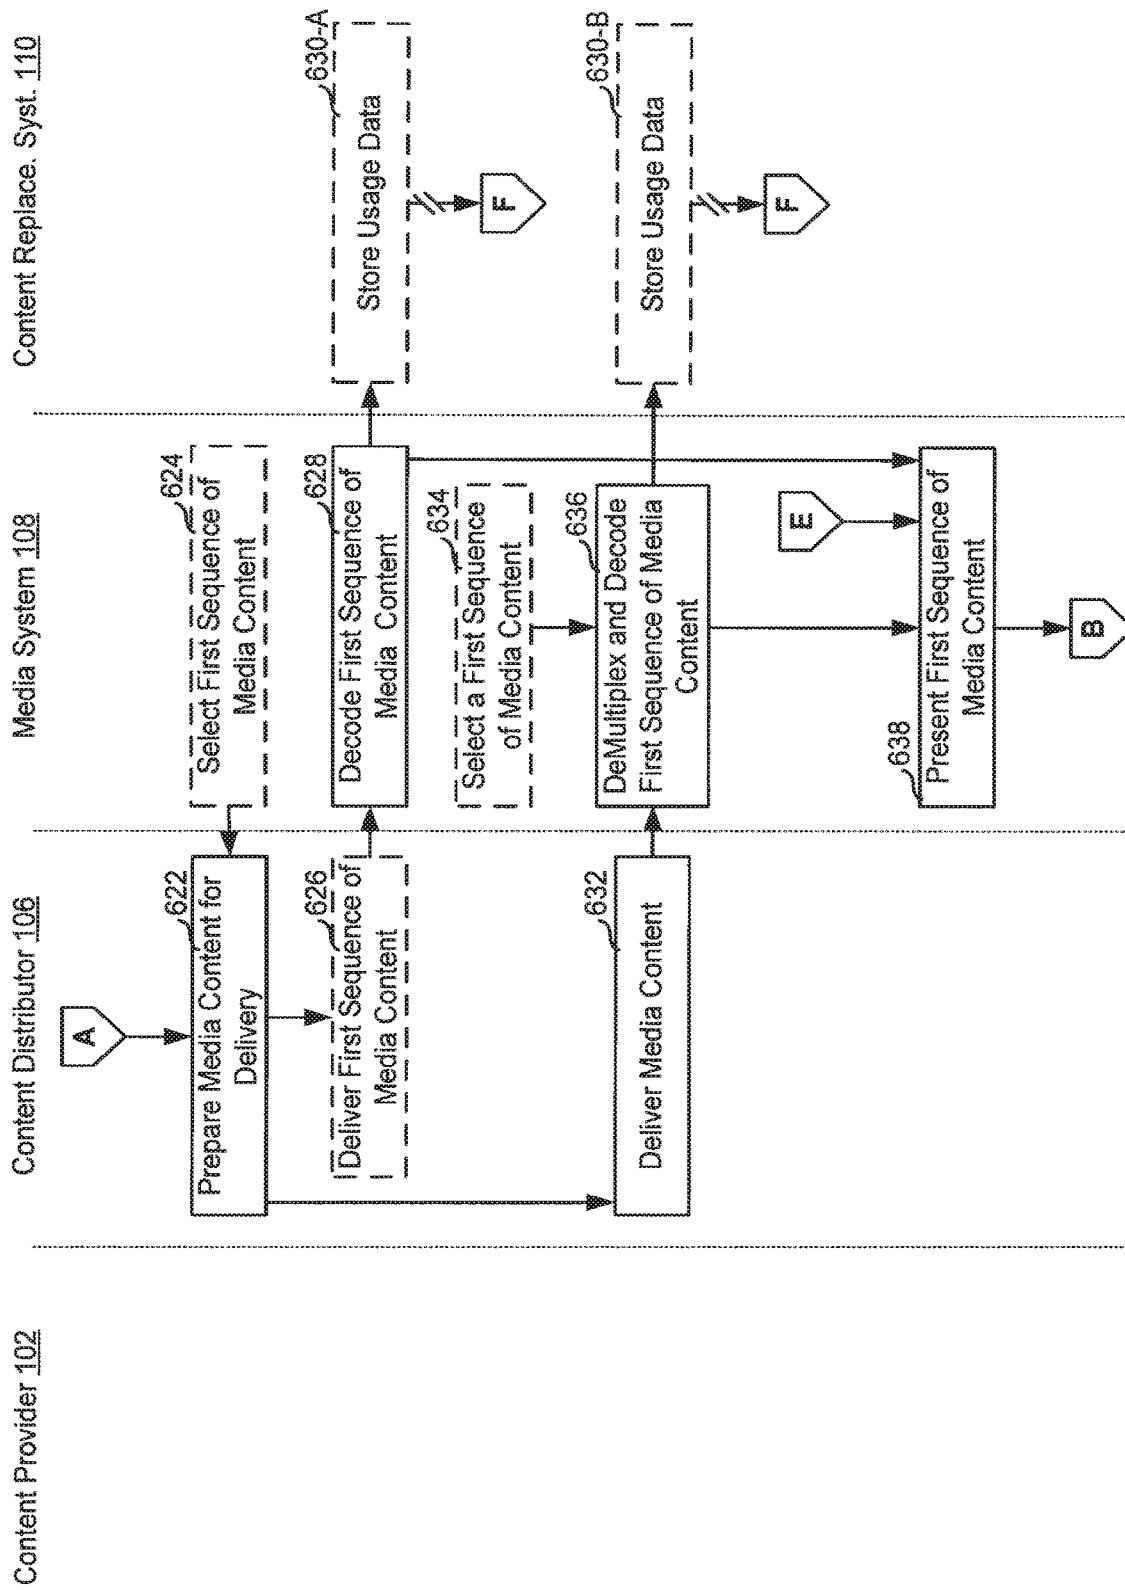 Content Provider 102
Content Distributor 106
Media System 108
Content Replace. Syst. 110
A
622
Prepare Media Content for
Delivery
624
Select First Sequence of
Media Content
626
Deliver First Sequence of
Media Content
628
Decode First Sequence of
Media Content
630-A
Store Usage Data
F
634
Select a First Sequence
of Media Content
632
Deliver Media Content
636
DeMultiplex and Decode
First Sequence of Media
Content
630-B
Store Usage Data
F
E
638
Present First Sequence of
Media Content
B